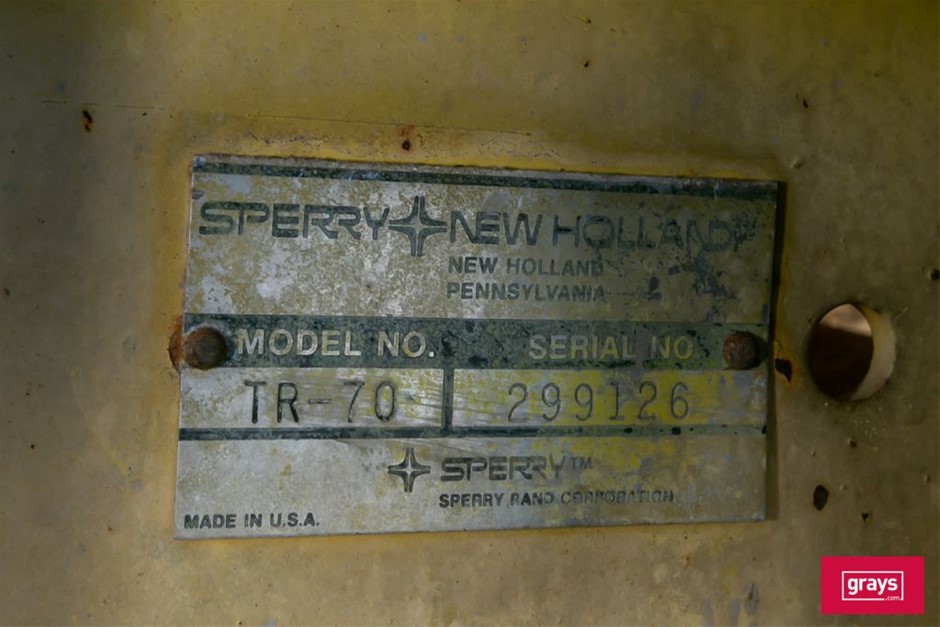 SPERRY NEW HOLLAND
NEW HOLLAND
PENNSYLVANIA
MODEL NO. SERIAL NO.
TR-70 299126
SPERRY™
SPERRY RAND CORPORATION
MADE IN U.S.A.
grays
.com